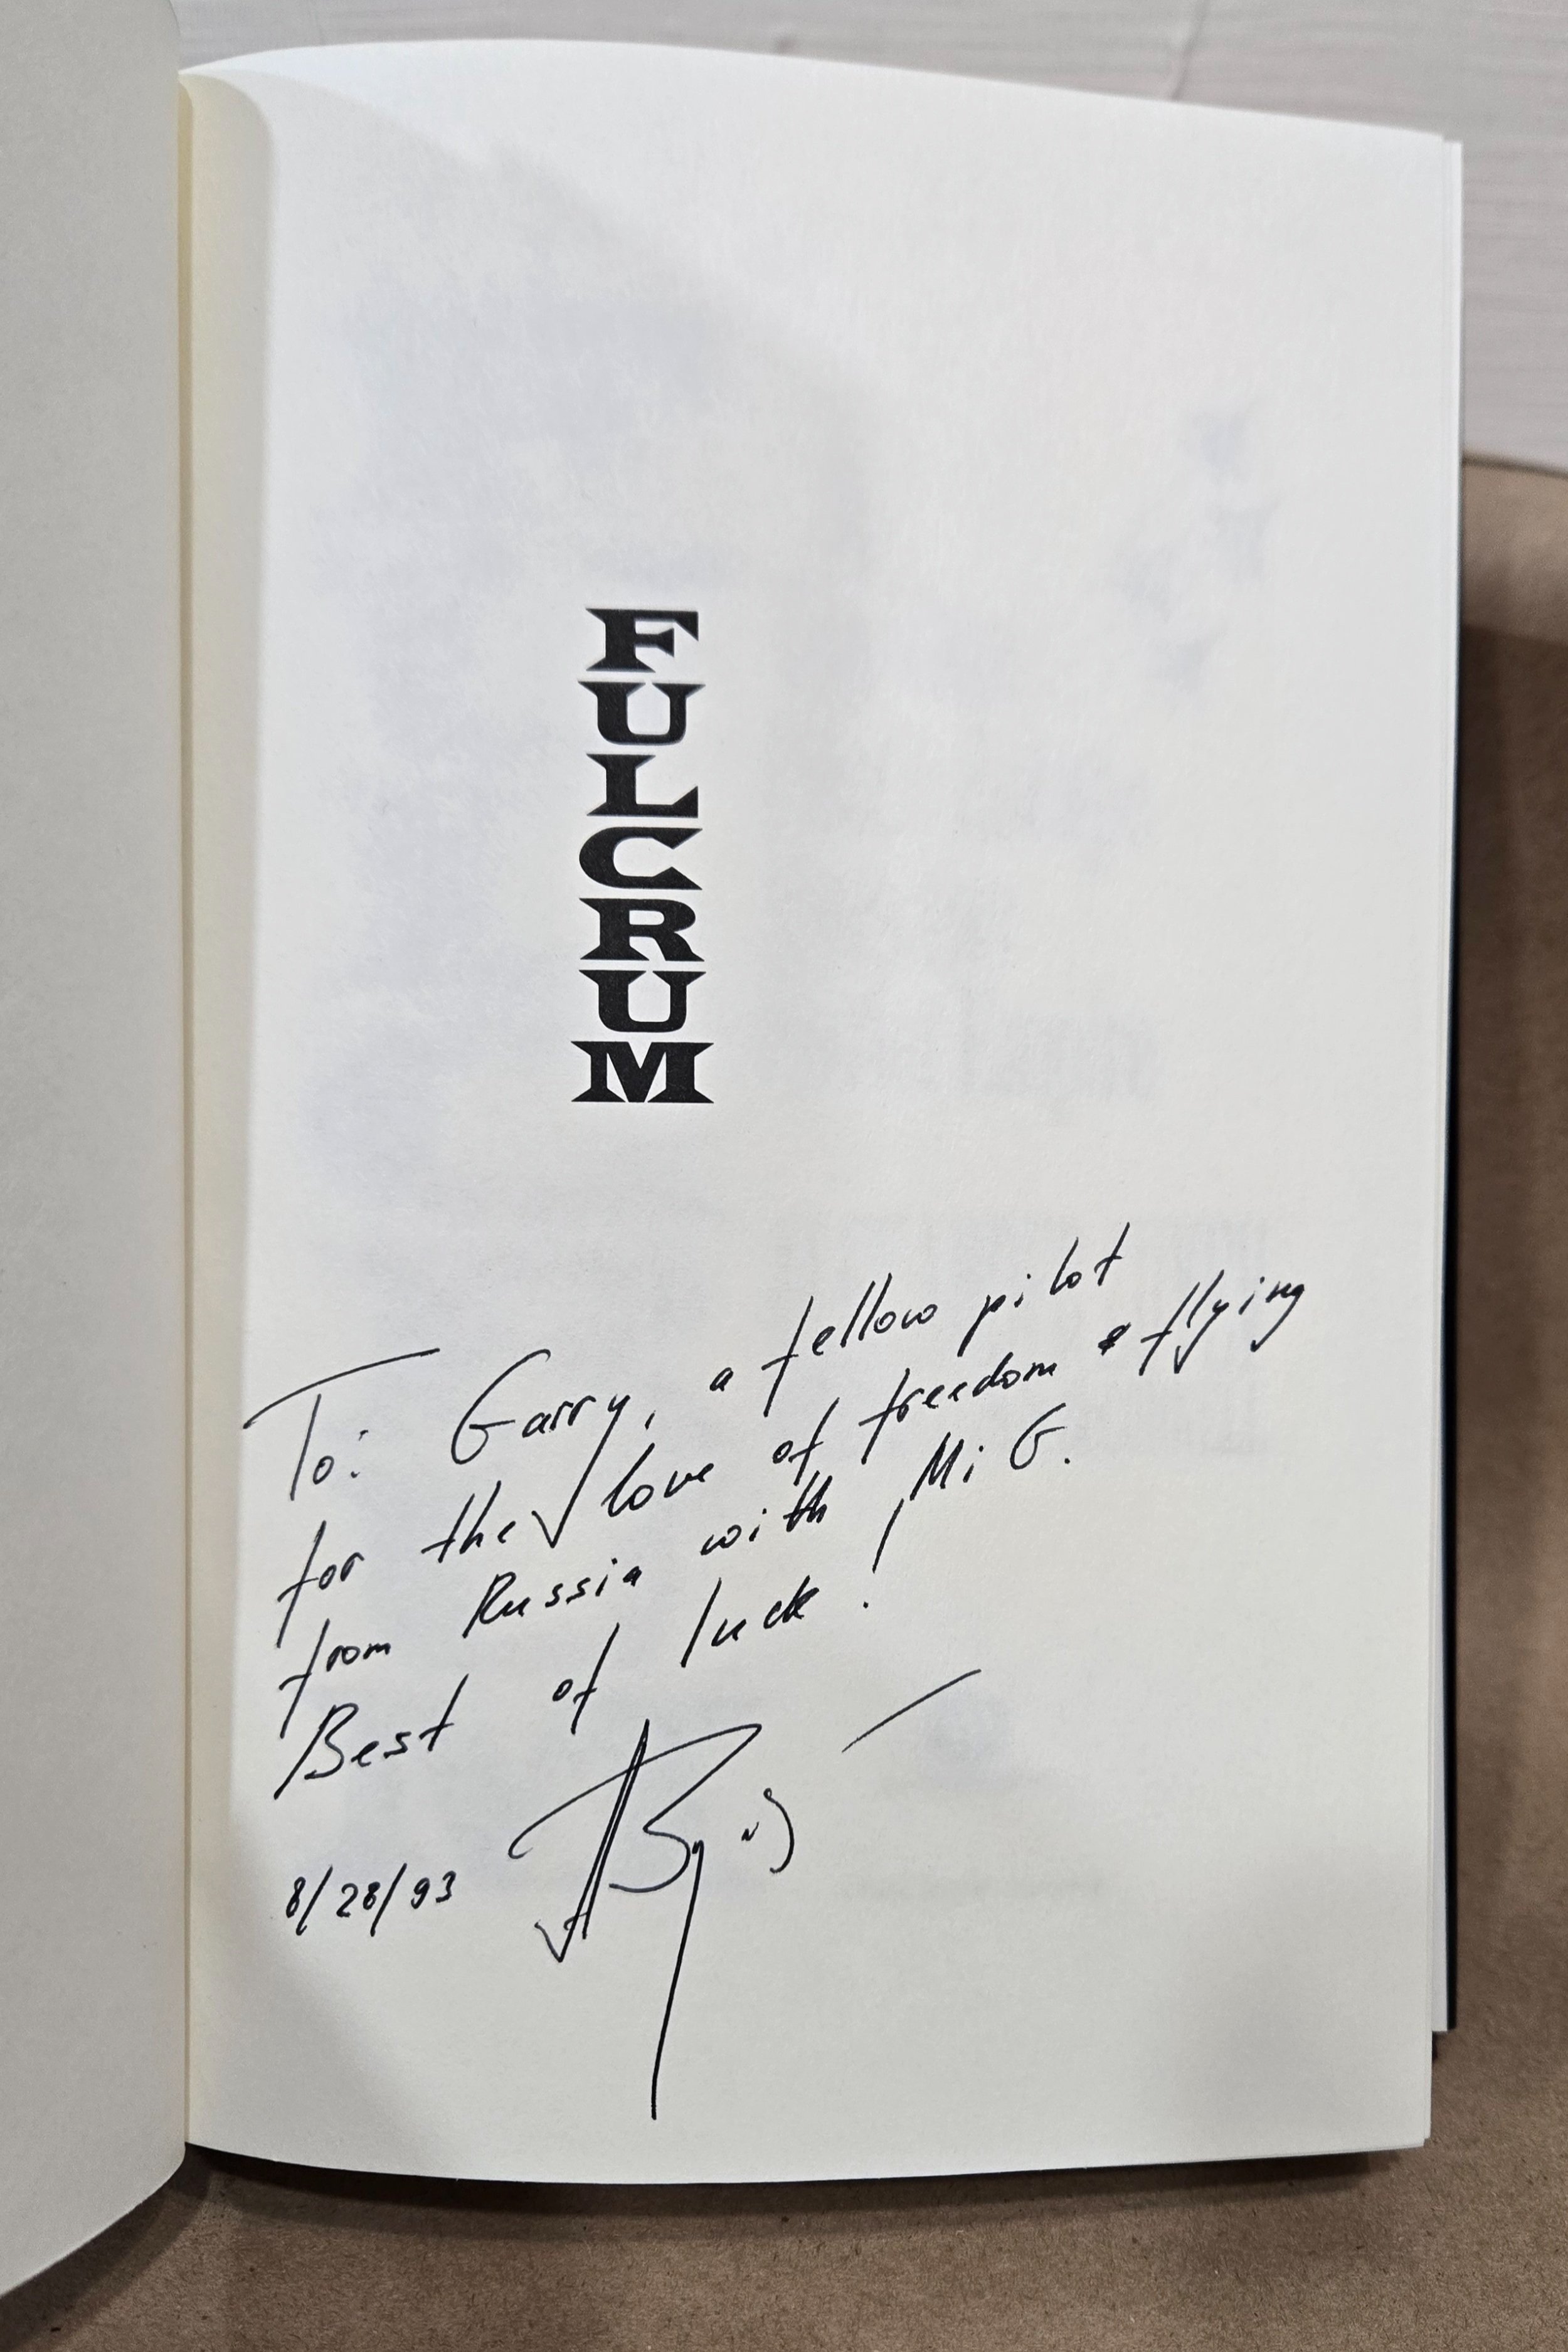 FULCRUM
To: Garry, a fellow pilot
for the love of freedom & flying
from Russia with MiG.
Best of luck!
8/28/93